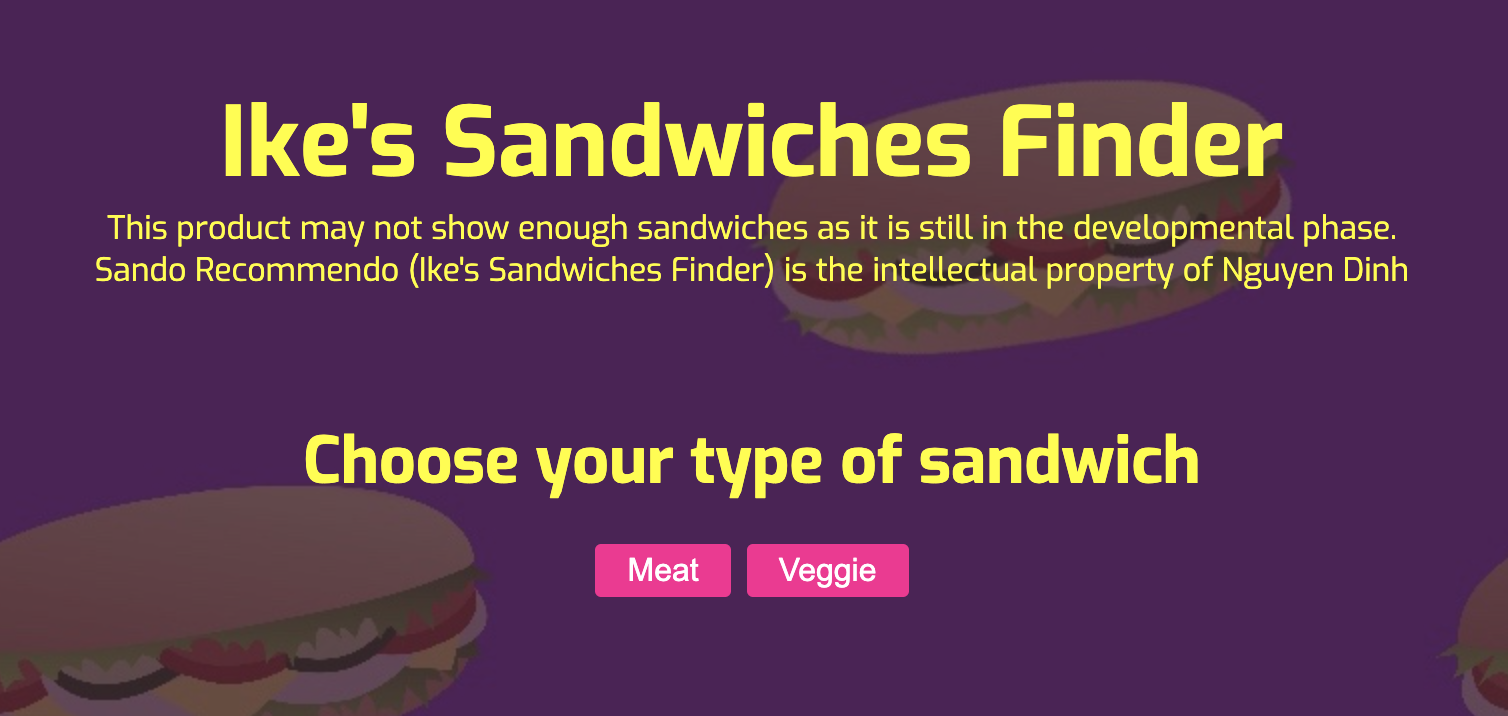 Ike's Sandwiches Finder
This product may not show enough sandwiches as it is still in the developmental phase.
Sando Recommendo (Ike's Sandwiches Finder) is the intellectual property of Nguyen Dinh
Choose your type of sandwich
Meat Veggie